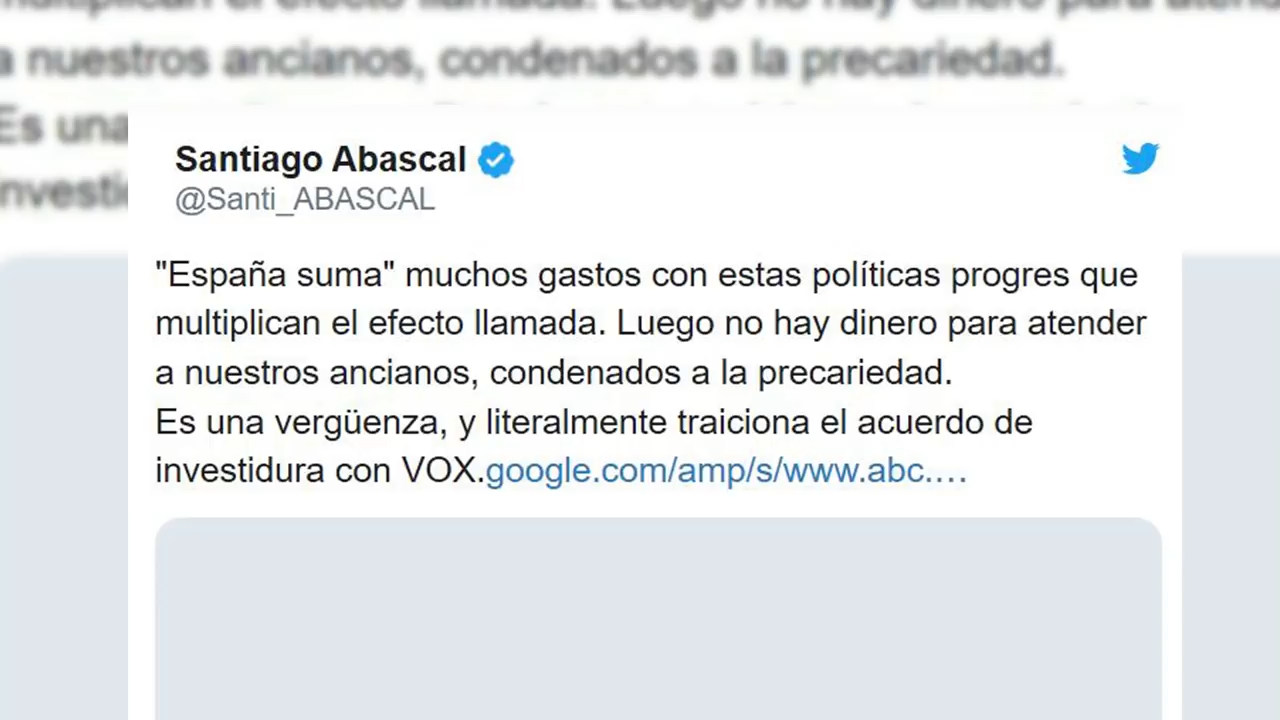 multiplican el efecto llamada. Luego no hay dinero para atender
a nuestros ancianos, condenados a la precariedad.
Es una
investid
Santiago Abascal
@Santi_ABASCAL
"España suma" muchos gastos con estas políticas progres que
multiplican el efecto llamada. Luego no hay dinero para atender
a nuestros ancianos, condenados a la precariedad.
Es una vergüenza, y literalmente traiciona el acuerdo de
investidura con VOX.google.com/amp/s/www.abc.…